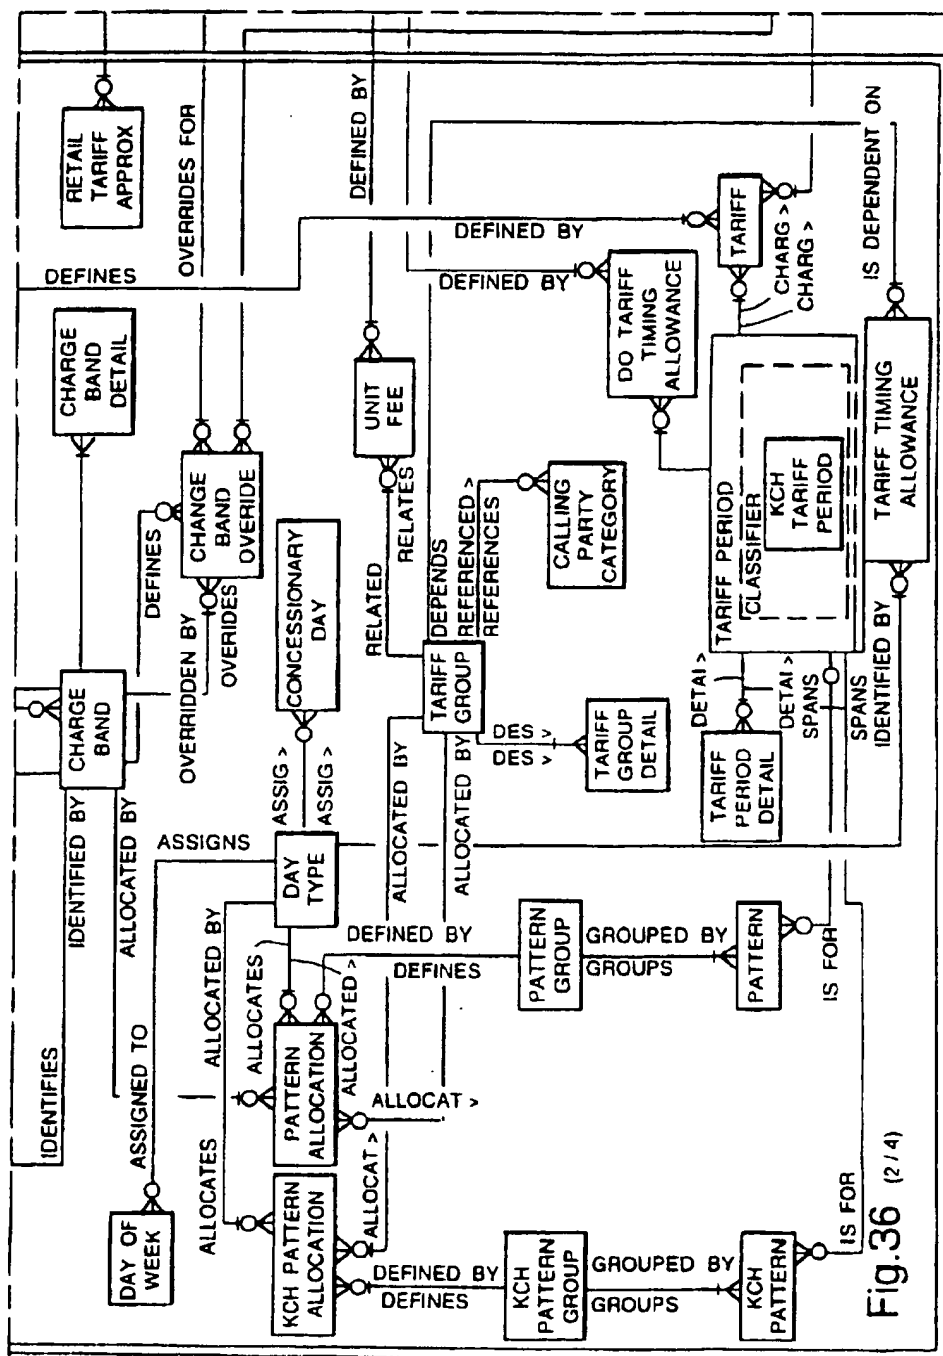 RETAIL
TARIFF
APPROX
OVERRIDES FOR
DEFINED BY
IS DEPENDENT ON
DEFINES
DEFINED BY
DEFINED BY
TARIFF
CHARG >
CHARG >
CHARGE
BAND
DETAIL
DO TARIFF
TIMING
ALLOWANCE
UNIT
FEE
CHANGE
BAND
OVERIDE
DEFINES
OVERRIDDEN BY
OVERRIDES
CONCESSIONARY
DAY
RELATED
RELATES
DEPENDS
REFERENCED >
REFERENCES
CALLING
PARTY
CATEGORY
TARIFF PERIOD
CLASSIFIER
KCH
TARIFF
PERIOD
TARIFF TIMING
ALLOWANCE
CHARGE
BAND
TARIFF
GROUP
IDENTIFIED BY
ALLOCATED BY
ASSIGNS
ASSIG >
ASSIG >
ALLOCATED BY
ALLOCATED BY
DES >
DES >
TARIFF
GROUP
DETAIL
DETAI >
DETAI >
SPANS
SPANS
IDENTIFIED BY
TARIFF
PERIOD
DETAIL
DAY
TYPE
ALLOCATED BY
ALLOCATES
ALLOCATED >
DEFINED BY
DEFINES
PATTERN
GROUP
GROUPED BY
GROUPS
PATTERN
IS FOR
IDENTIFIES
ASSIGNED TO
PATTERN
ALLOCATION
ALLOCAT >
DAY OF
WEEK
ALLOCATES
KCH PATTERN
ALLOCATION
ALLOCAT >
DEFINED BY
DEFINES
KCH
PATTERN
GROUP
GROUPED BY
GROUPS
KCH
PATTERN
IS FOR
Fig.36 (2/4)